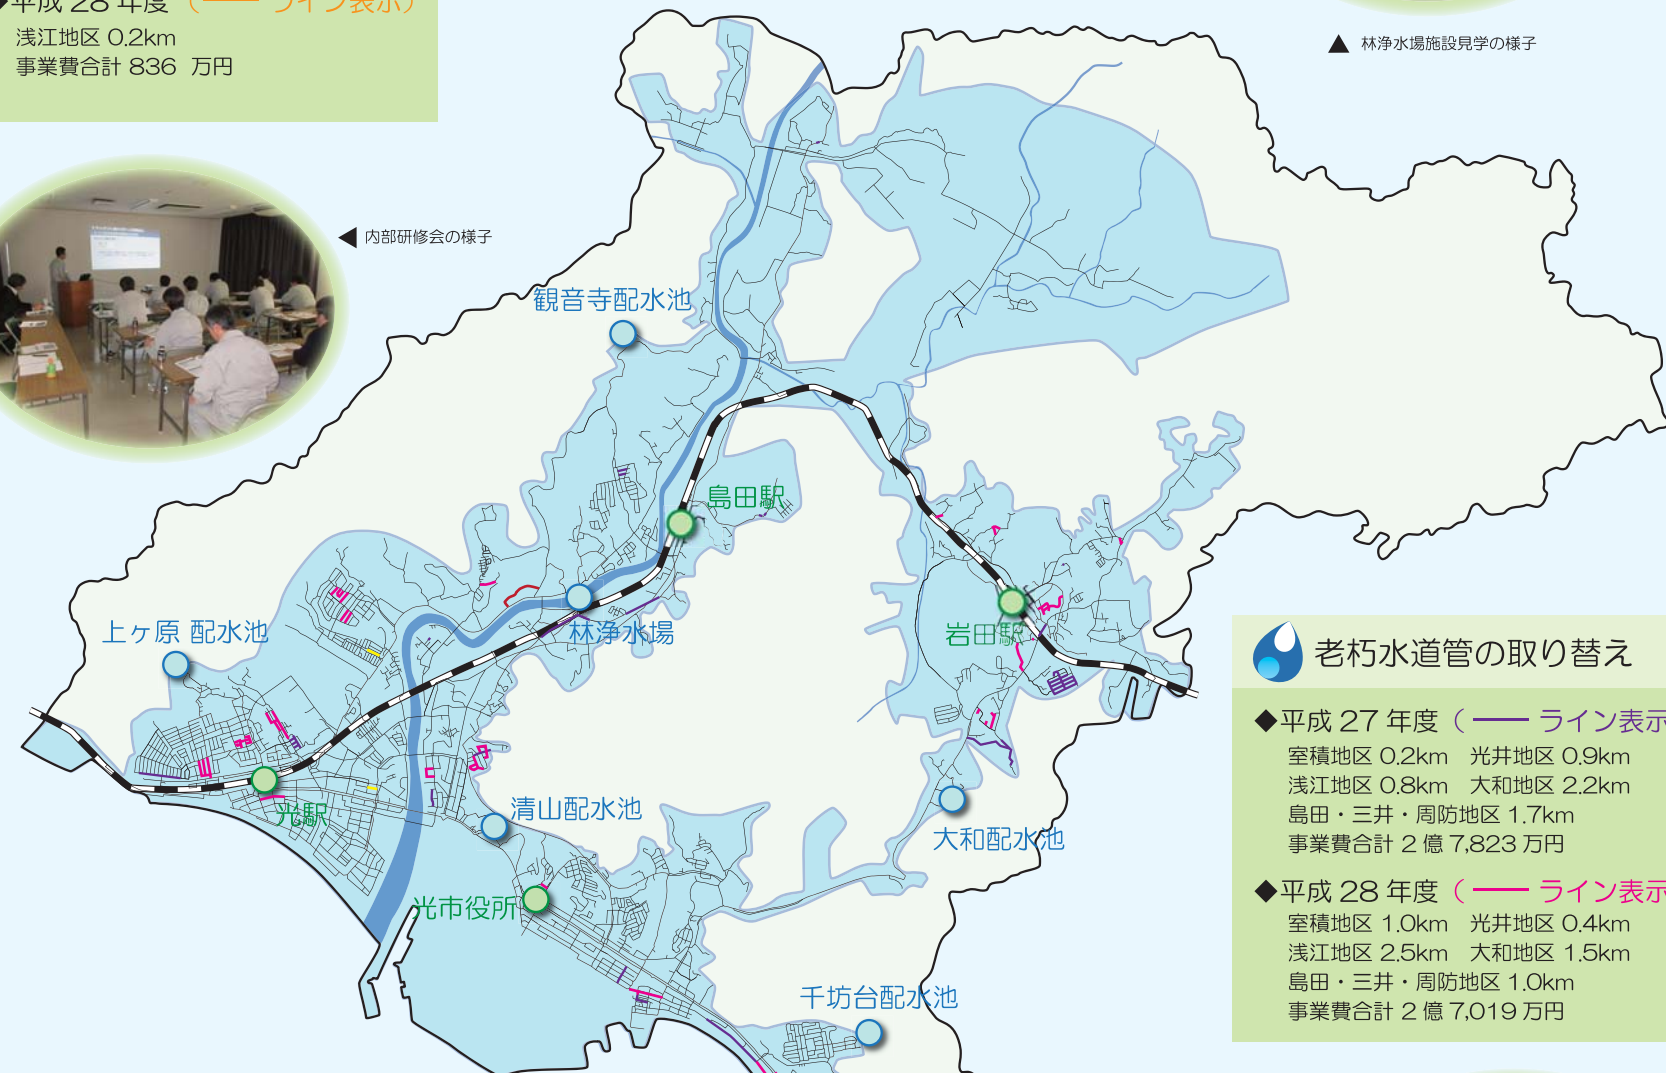 ◆平成 28 年度（ ライン表示）
浅江地区 0.2km
事業費合計 836 万円
▲ 林浄水場施設見学の様子
◀ 内部研修会の様子
観音寺配水池
島田駅
林浄水場
上ヶ原 配水池
岩田駅
光駅
清山配水池
大和配水池
光市役所
千坊台配水池
老朽水道管の取り替え
◆平成 27 年度（ ライン表示
室積地区 0.2km 光井地区 0.9km
浅江地区 0.8km 大和地区 2.2km
島田・三井・周防地区 1.7km
事業費合計 2 億 7,823 万円
◆平成 28 年度（ ライン表示
室積地区 1.0km 光井地区 0.4km
浅江地区 2.5km 大和地区 1.5km
島田・三井・周防地区 1.0km
事業費合計 2 億 7,019 万円